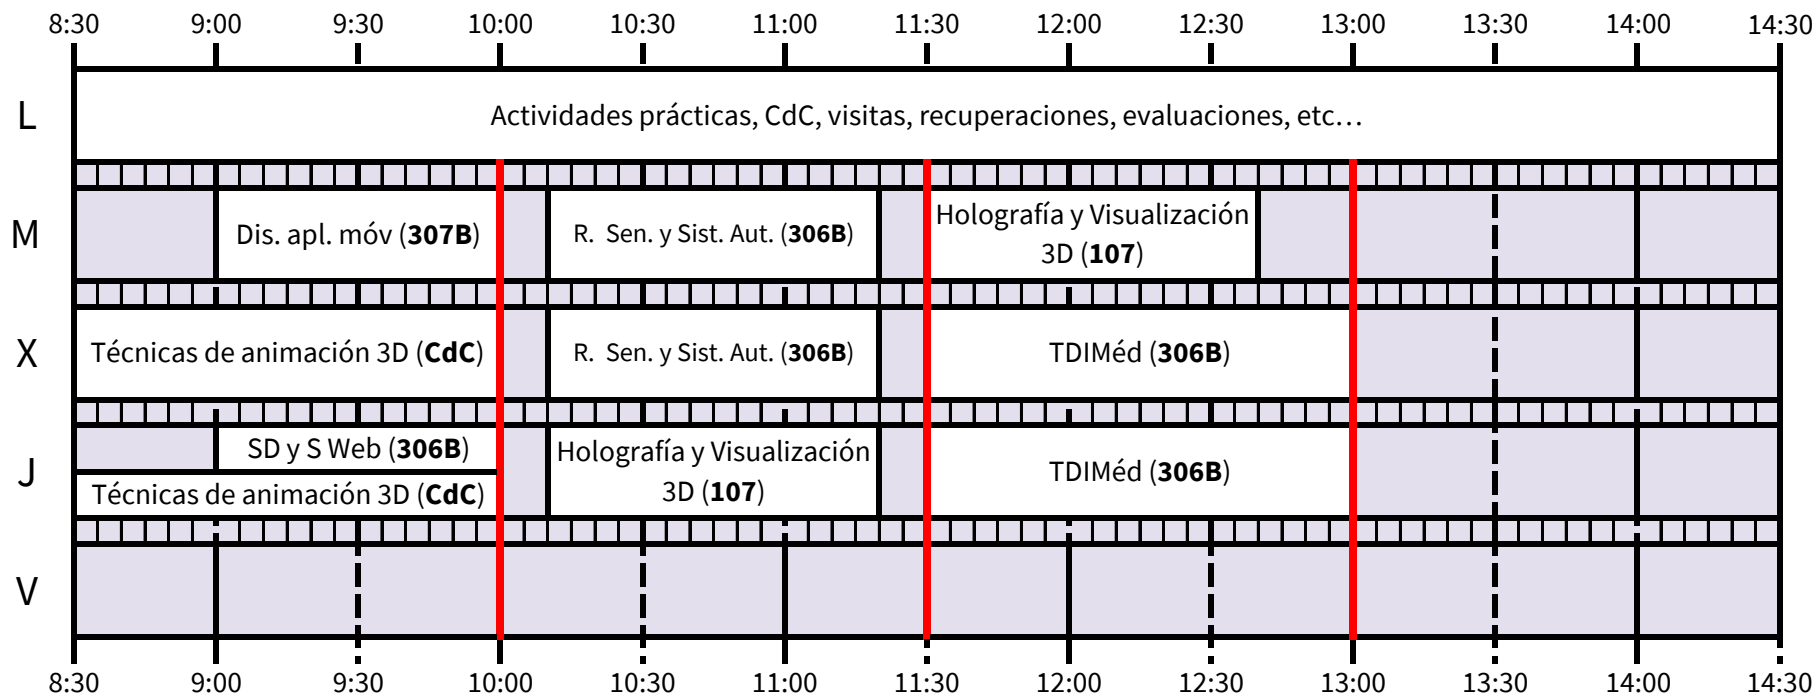 8:30 9:00 9:30 10:00 10:30 11:00 11:30 12:00 12:30 13:00 13:30 14:00 14:30
L
Actividades prácticas, CdC, visitas, recuperaciones, evaluaciones, etc…
M
Dis. apl. móv (307B)
R. Sen. y Sist. Aut. (306B)
Holografía y Visualización
3D (107)
X
Técnicas de animación 3D (CdC)
R. Sen. y Sist. Aut. (306B)
TDIMéd (306B)
J
SD y S Web (306B)
Técnicas de animación 3D (CdC)
Holografía y Visualización
3D (107)
TDIMéd (306B)
V
8:30 9:00 9:30 10:00 10:30 11:00 11:30 12:00 12:30 13:00 13:30 14:00 14:30